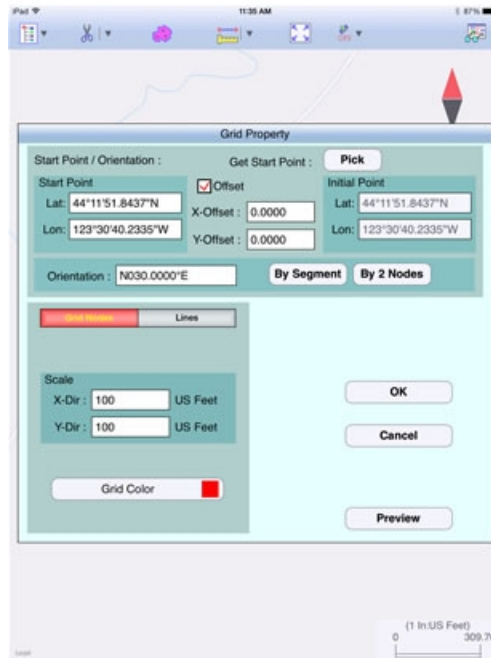 iPad 11:35 AM 87%
Grid Property
Start Point / Orientation : Get Start Point : Pick
Start Point Offset Initial Point
Lat: 44°11'51.8437"N X-Offset : 0.0000 Lat: 44°11'51.8437"N
Lon: 123°30'40.2335"W Y-Offset : 0.0000 Lon: 123°30'40.2335"W
Orientation : N030.0000°E By Segment By 2 Nodes
Grid Nodes Lines
Scale
X-Dir : 100 US Feet
Y-Dir : 100 US Feet
OK
Cancel
Grid Color
Preview
(1 In:US Feet)
0 309.7
Legal